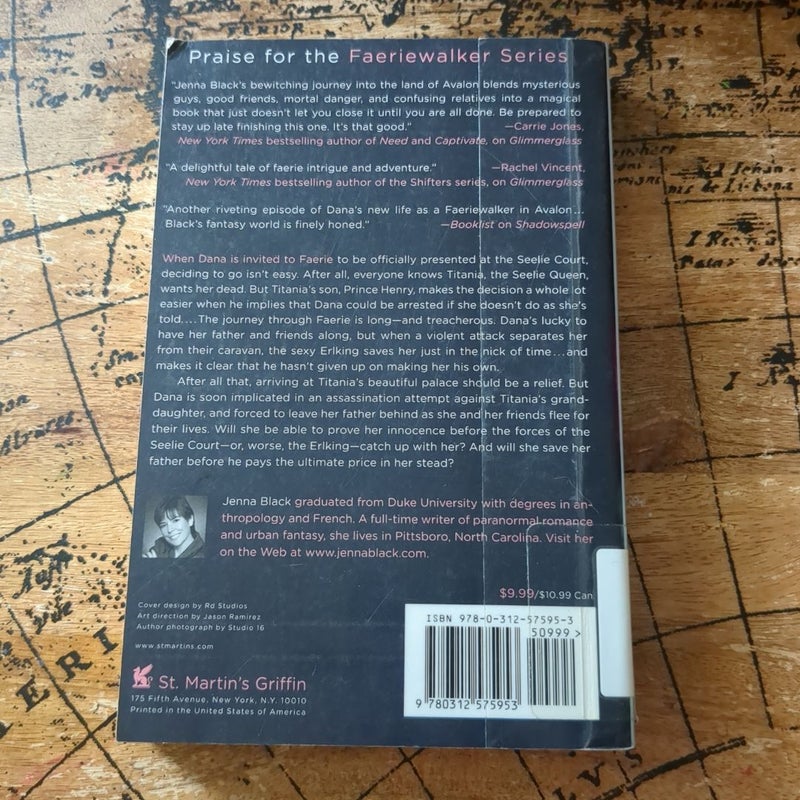 Praise for the Faeriewalker Series
"Jenna Black's bewitching journey into the land of Avalon blends mysterious
guys, good friends, mortal danger, and confusing relatives into a magical
book that just doesn't let you close it until you are all done. Be prepared to
stay up late finishing this one. It's that good." —Carrie Jones,
New York Times bestselling author of Need and Captivate, on Glimmerglass
"A delightful tale of faerie intrigue and adventure." —Rachel Vincent,
New York Times bestselling author of the Shifters series, on Glimmerglass
"Another riveting episode of Dana's new life as a Faeriewalker in Avalon...
Black's fantasy world is finely honed." —Booklist on Shadowspell
When Dana is invited to Faerie to be officially presented at the Seelie Court,
deciding to go isn't easy. After all, everyone knows Titania, the Seelie Queen,
wants her dead. But Titania's son, Prince Henry, makes the decision a whole lot
easier when he implies that Dana could be arrested if she doesn't do as she's
told.... The journey through Faerie is long—and treacherous. Dana's lucky to
have her father and friends along, but when a violent attack separates her
from their caravan, the sexy Erlking saves her just in the nick of time...and
makes it clear that he hasn't given up on making her his own.
After all that, arriving at Titania's beautiful palace should be a relief. But
Dana is soon implicated in an assassination attempt against Titania's grand-
daughter, and forced to leave her father behind as she and her friends flee for
their lives. Will she be able to prove her innocence before the forces of the
Seelie Court—or, worse, the Erlking—catch up with her? And will she save her
father before he pays the ultimate price in her stead?
Jenna Black graduated from Duke University with degrees in an-
thropology and French. A full-time writer of paranormal romance
and urban fantasy, she lives in Pittsboro, North Carolina. Visit her
on the Web at www.jennablack.com.
$9.99/$10.99 Can.
Cover design by Rd Studios
Art direction by Jason Ramirez
Author photograph by Studio 16
www.stmartins.com
St. Martin's Griffin
175 Fifth Avenue, New York, N.Y. 10010
Printed in the United States of America
ISBN 978-0-312-57595-3
50999 >
9 780312 575953